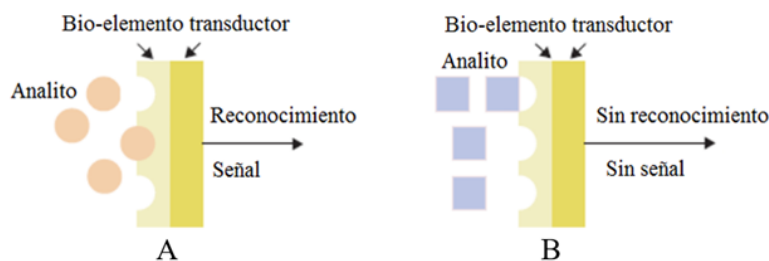 Bio-elemento transductor
Analito
Reconocimiento
Señal
A
Bio-elemento transductor
Analito
Sin reconocimiento
Sin señal
B